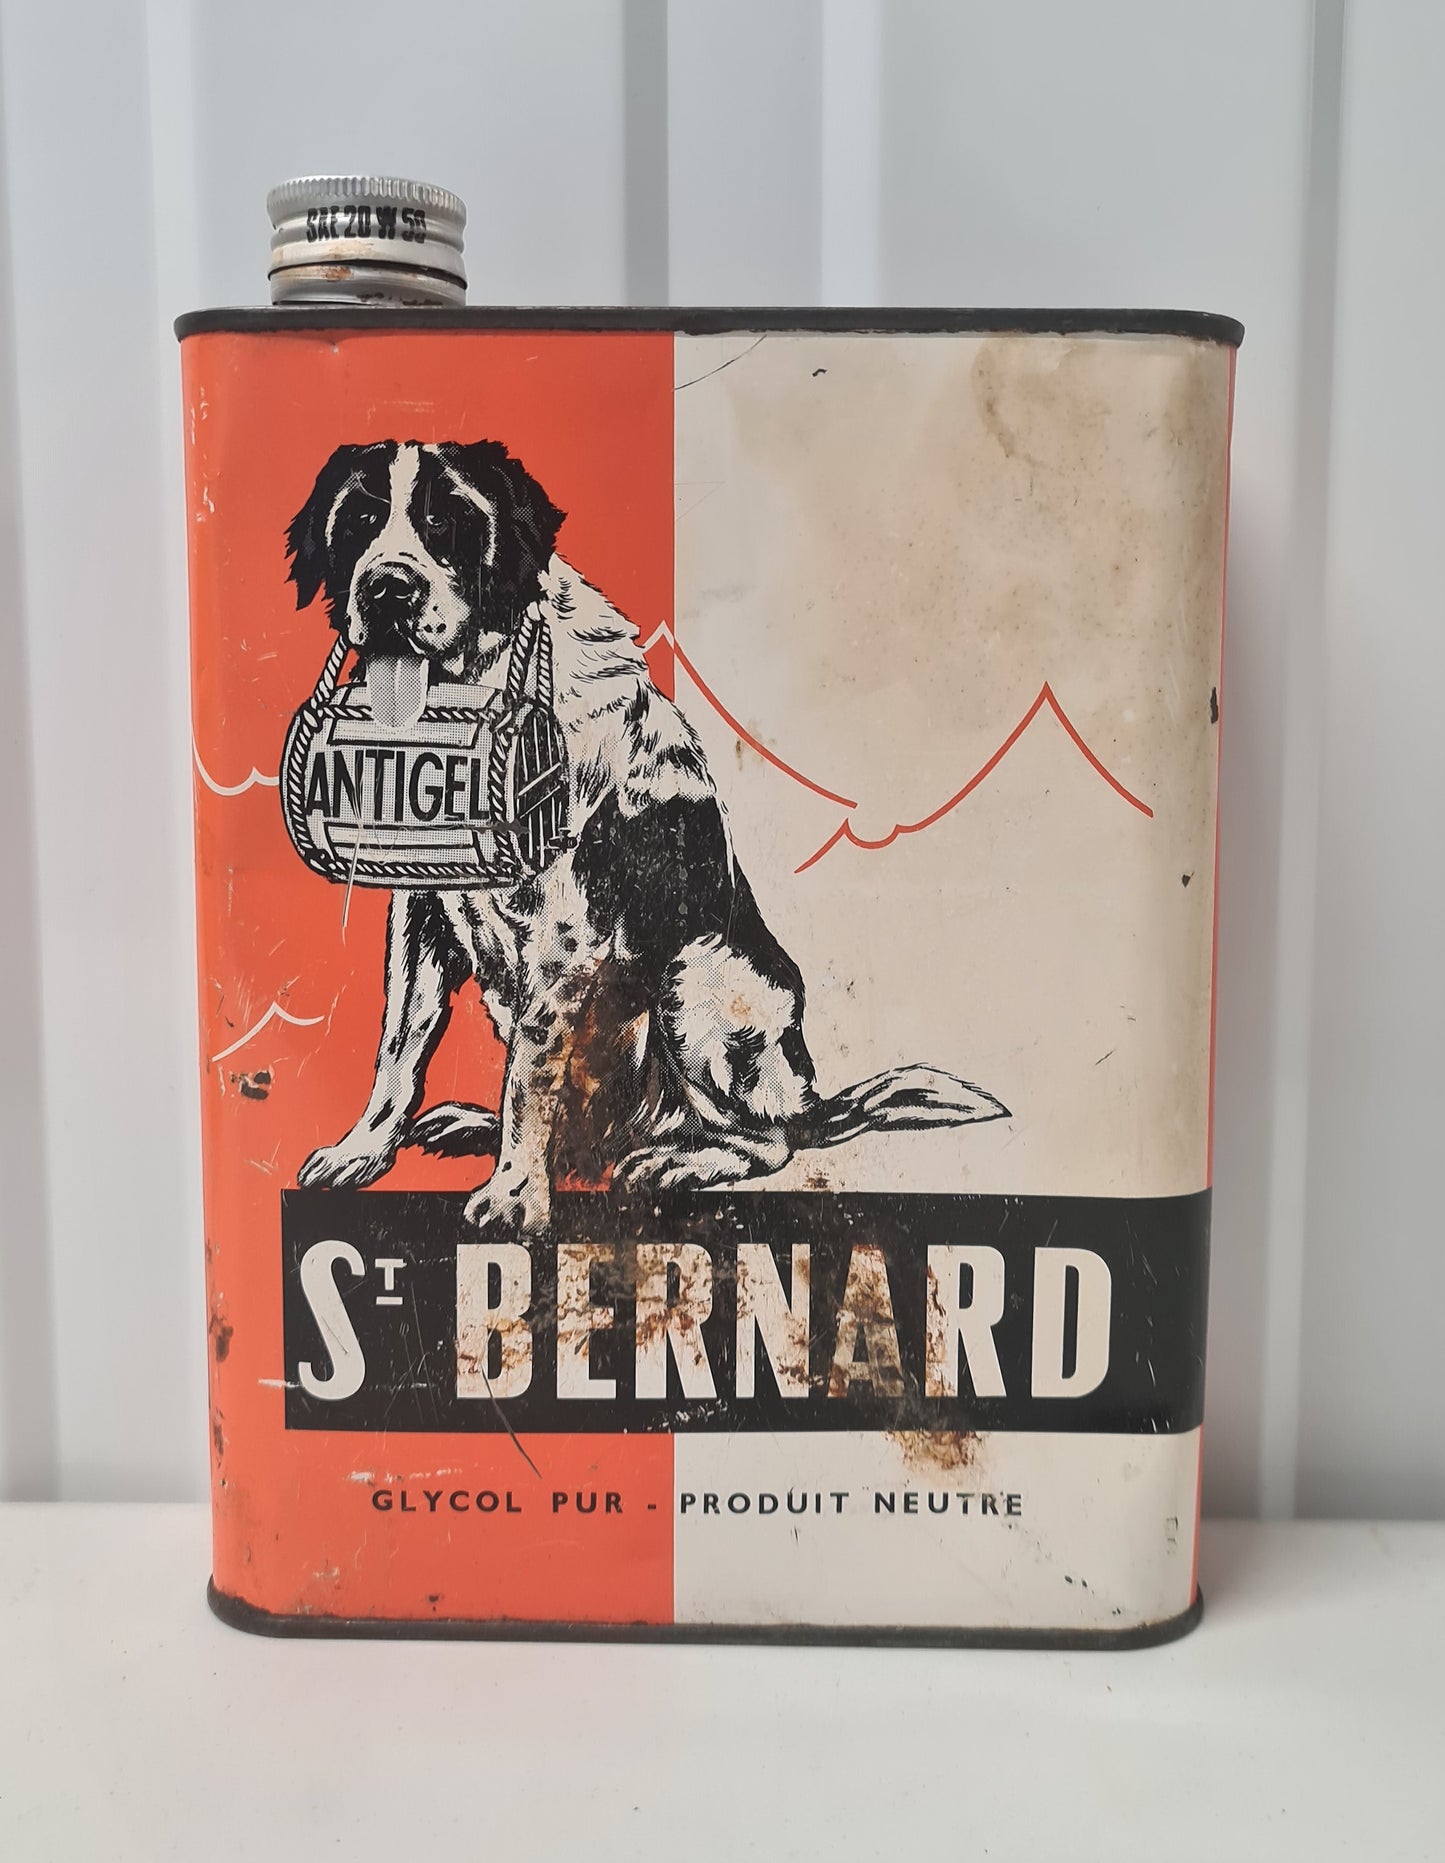 SAE 20 W 50
ANTIGEL
ST BERNARD
GLYCOL PUR - PRODUIT NEUTRE